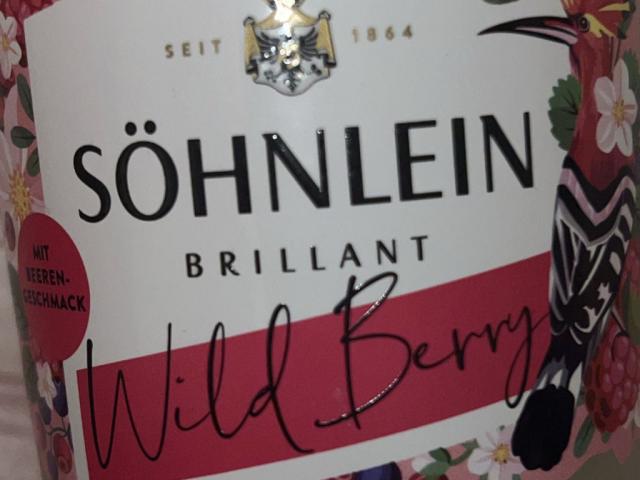 SEIT 1864
SÖHNLEIN
BRILLANT
MIT
BEEREN-
GESCHMACK
Wild Berry